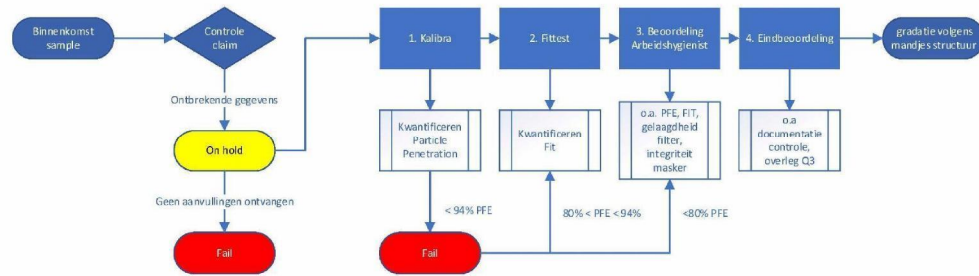 Binnenkomst
sample
Controle
claim
1. Kalibra
2. Fittest
3. Beoordeling
Arbeidshygienist
4. Eindbeoordeling
gradatie volgens
mandjes structuur
Ontbrekende gegevens
On hold
Kwantificeren
Particle
Penetration
Kwantificeren
Fit
o.a. PFE, FIT,
gelaagdheid
filter,
integriteit
masker
o.a
documentatie
controle,
overleg Q3
Geen aanvullingen ontvangen
< 94% PFE
80% < PFE < 94%
<80% PFE
Fail
Fail